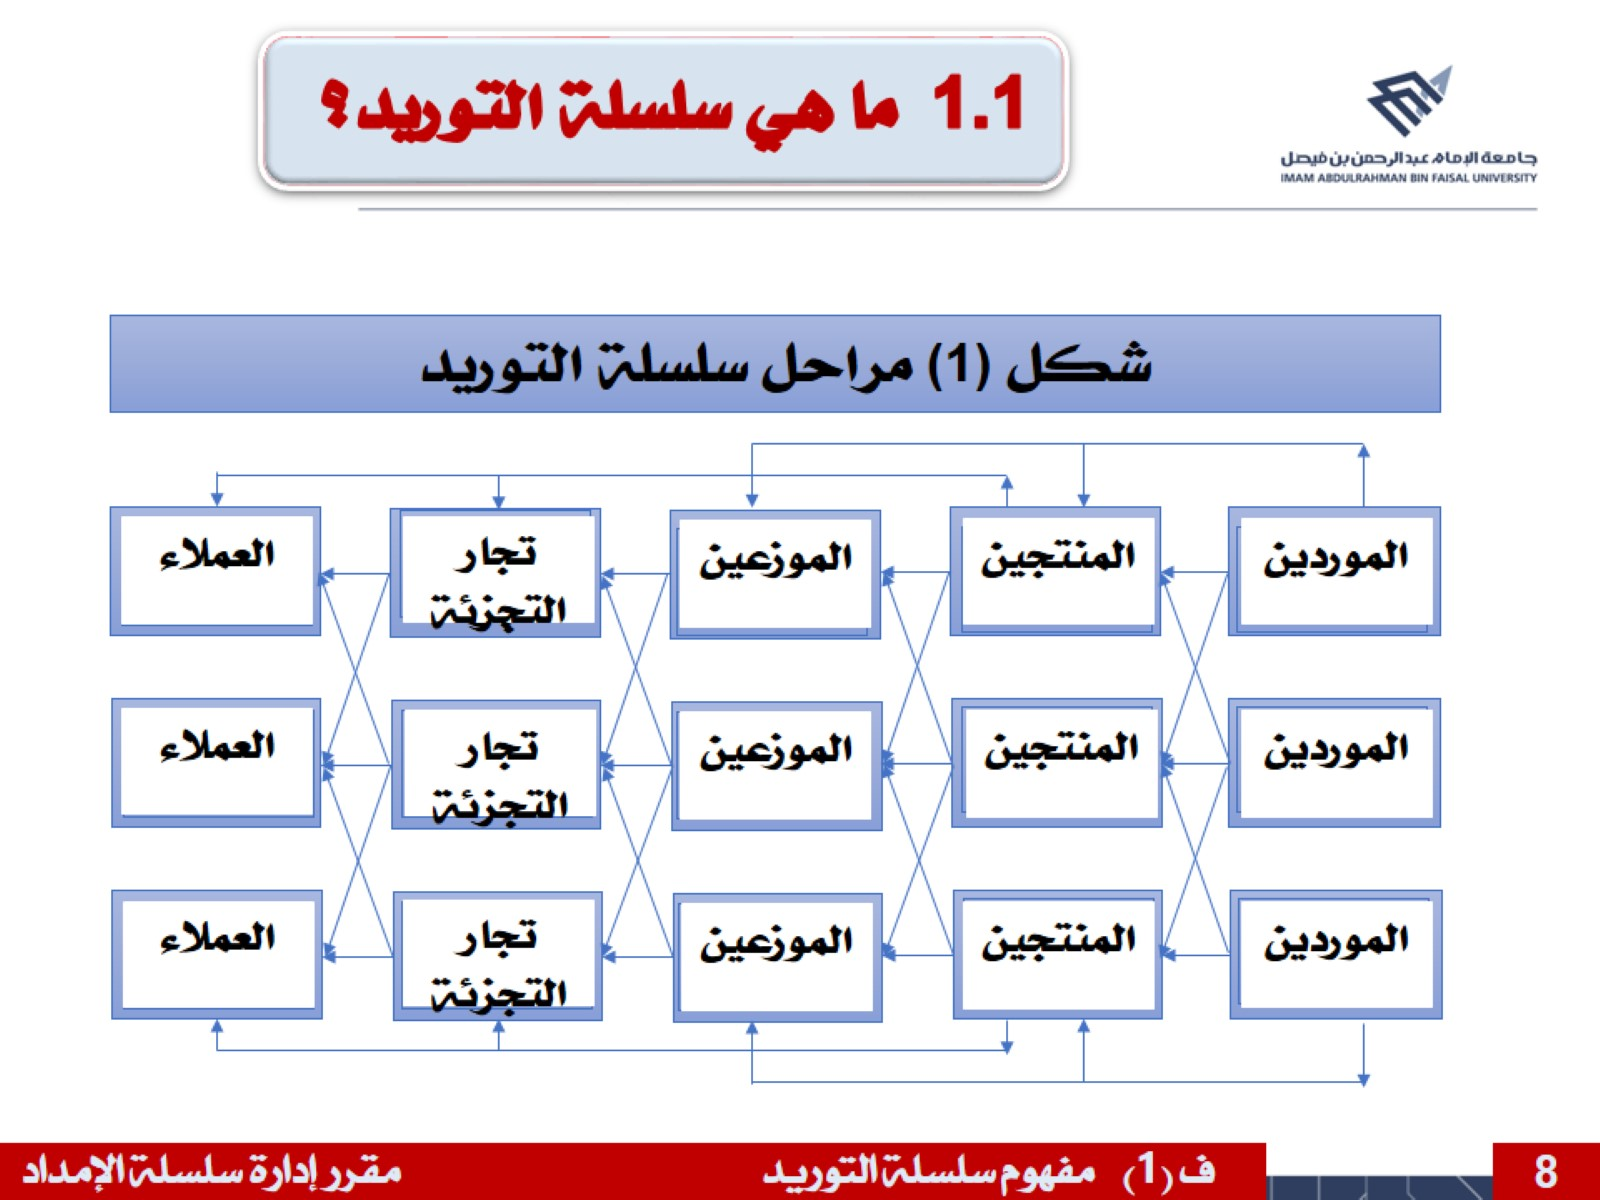 1.1 ما هي سلسلة التوريد؟
جامعة الإمام عبدالرحمن بن فيصل
IMAM ABDULRAHMAN BIN FAISAL UNIVERSITY
شكل (1) مراحل سلسلة التوريد
الموردين
المنتجين
الموزعين
تجار
التجزئة
العملاء
الموردين
المنتجين
الموزعين
تجار
التجزئة
العملاء
الموردين
المنتجين
الموزعين
تجار
التجزئة
العملاء
8
ف(1) مفهوم سلسلة التوريد
مقرر إدارة سلسلة الإمداد